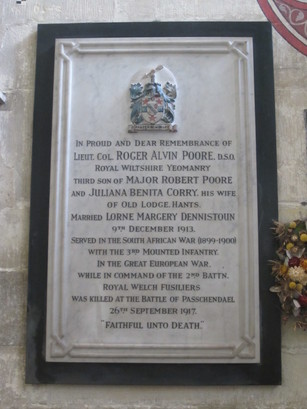 In Proud and Dear Remembrance of
Lieut. Col. Roger Alvin Poore, D.S.O.
Royal Wiltshire Yeomanry
third son of Major Robert Poore
and Juliana Benita Corry, his wife
of Old Lodge, Hants.
Married Lorne Margery Dennistoun
9th December 1913.
Served in the South African War (1899-1901)
with the 3rd Mounted Infantry.
In the Great European War,
while in command of the 2nd Battn.
Royal Welch Fusiliers
was killed at the Battle of Passchendael
26th September 1917.
"Faithful unto Death."